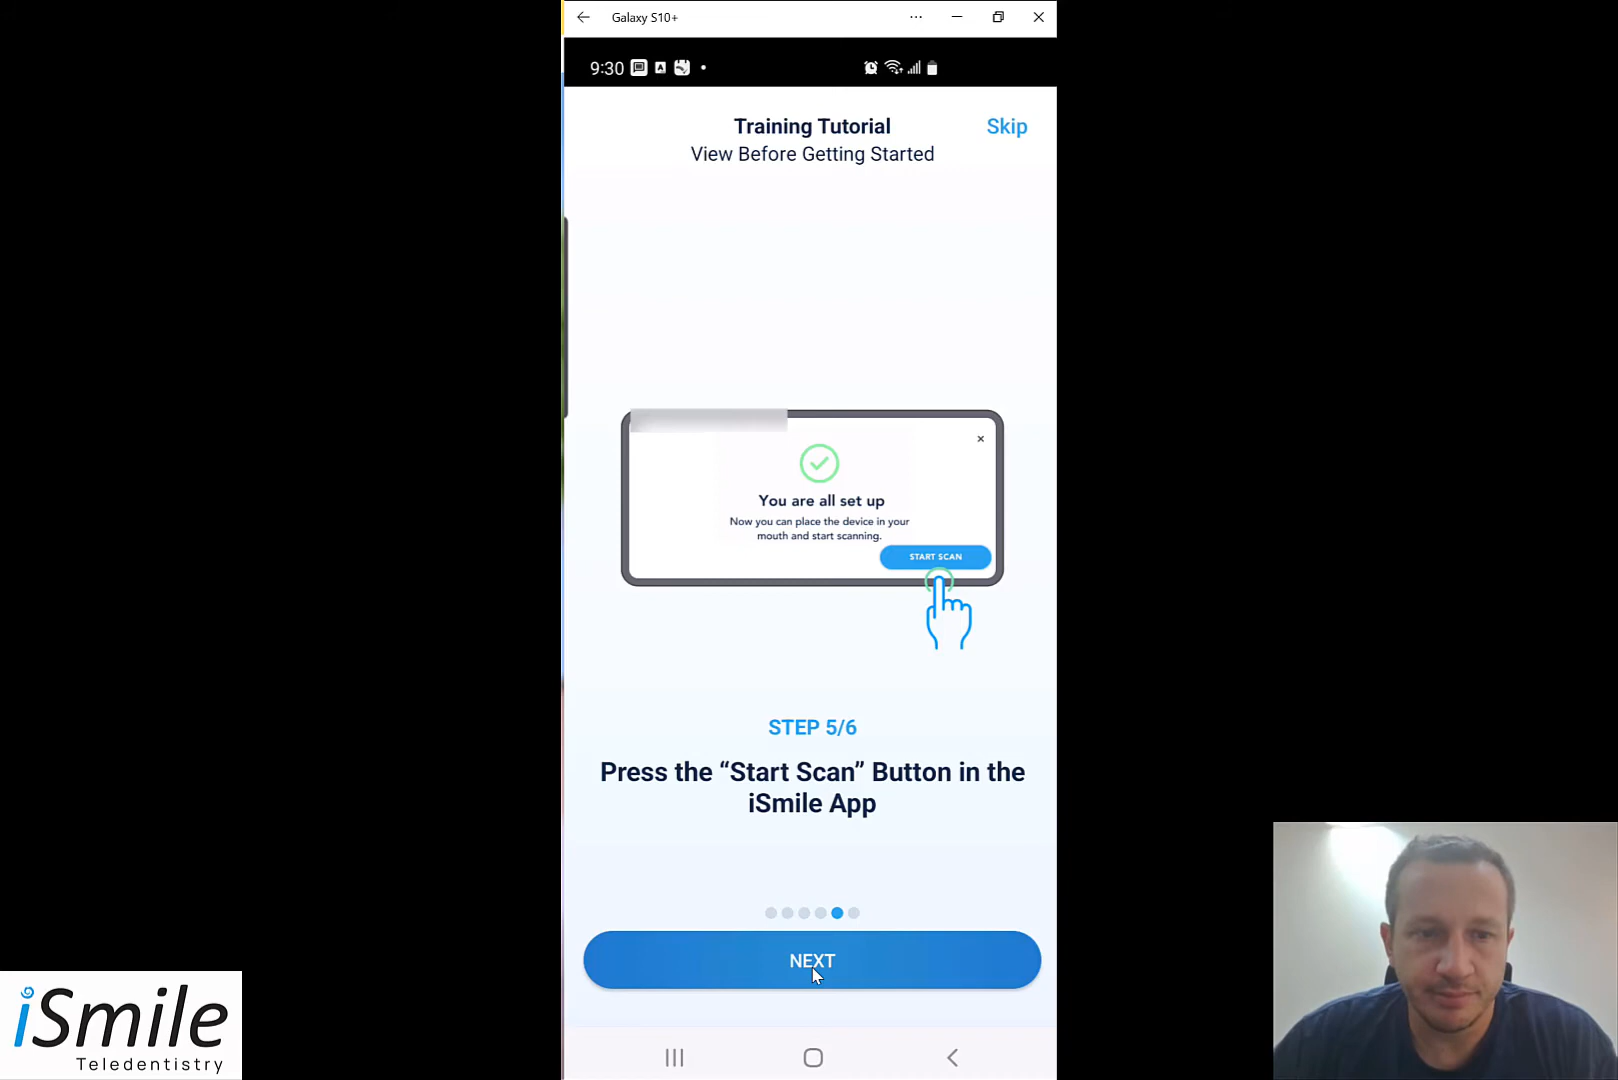 Galaxy S10+
9:30
Training Tutorial
Skip
View Before Getting Started
You are all set up
Now you can place the device in your
mouth and start scanning.
START SCAN
STEP 5/6
Press the “Start Scan” Button in the
iSmile App
NEXT
iSmile
Teledentistry